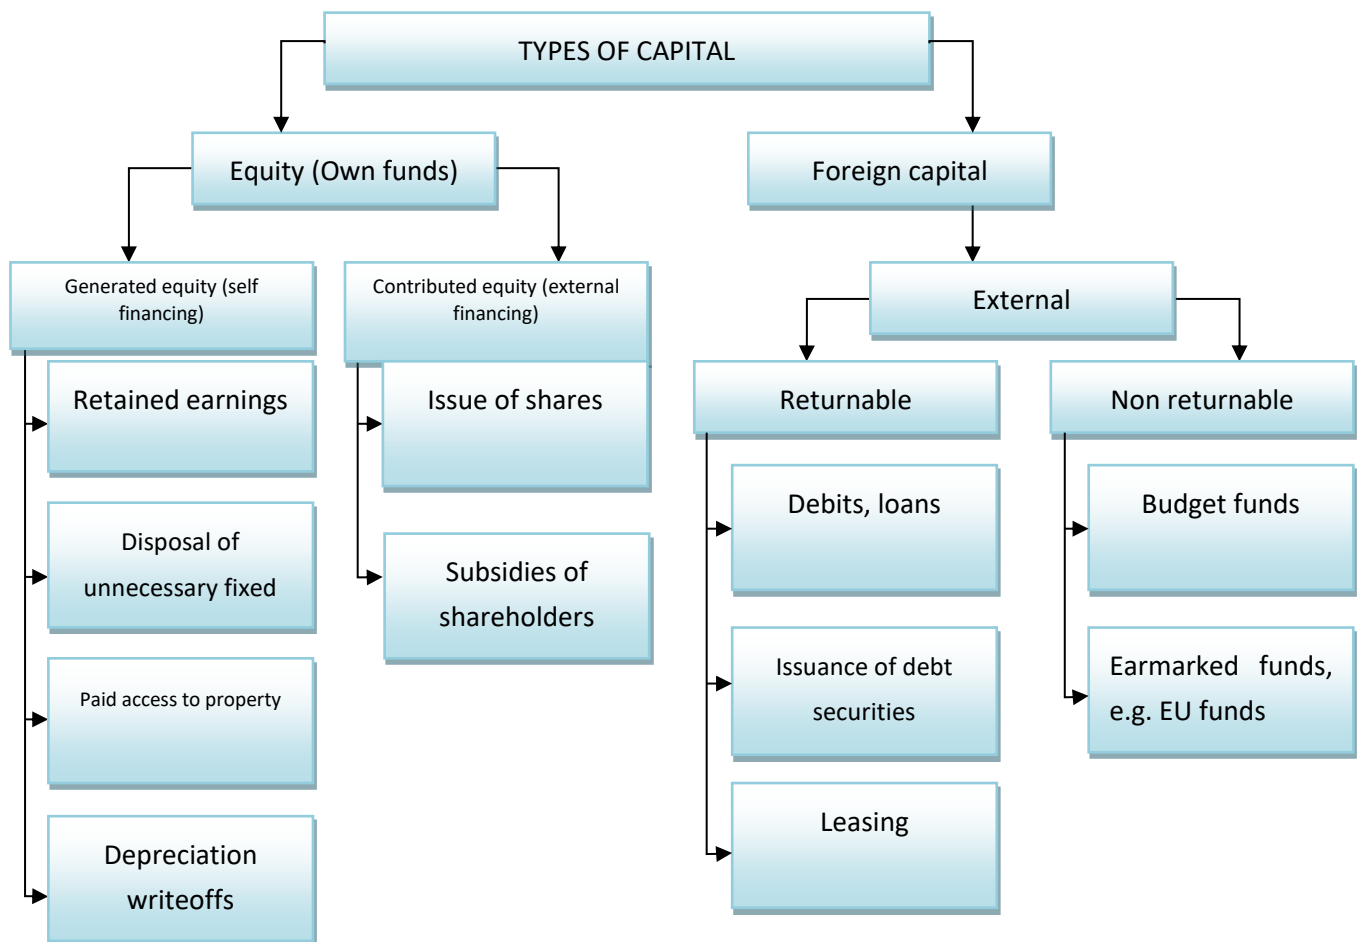 TYPES OF CAPITAL
Equity (Own funds)
Foreign capital
Generated equity (self
financing)
Contributed equity (external
financing)
External
Retained earnings
Issue of shares
Returnable
Non returnable
Disposal of
unnecessary fixed
Subsidies of
shareholders
Debits, loans
Budget funds
Paid access to property
Issuance of debt
securities
Earmarked funds,
e.g. EU funds
Depreciation
writeoffs
Leasing